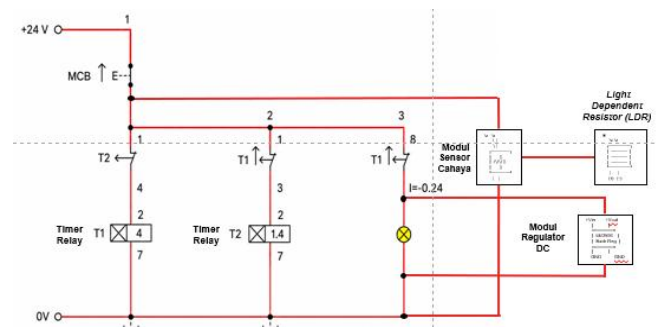 1
+24 V
MCB
E
2
3
1
1
8
T2
T1
T1
4
3
I=-0.24
2
2
Timer
Relay
T1
4
Timer
Relay
T2
1.4
7
7
0V
Modul
Sensor
Cahaya
Light
Dependent
Resistor (LDR)
Modul
Regulator
DC